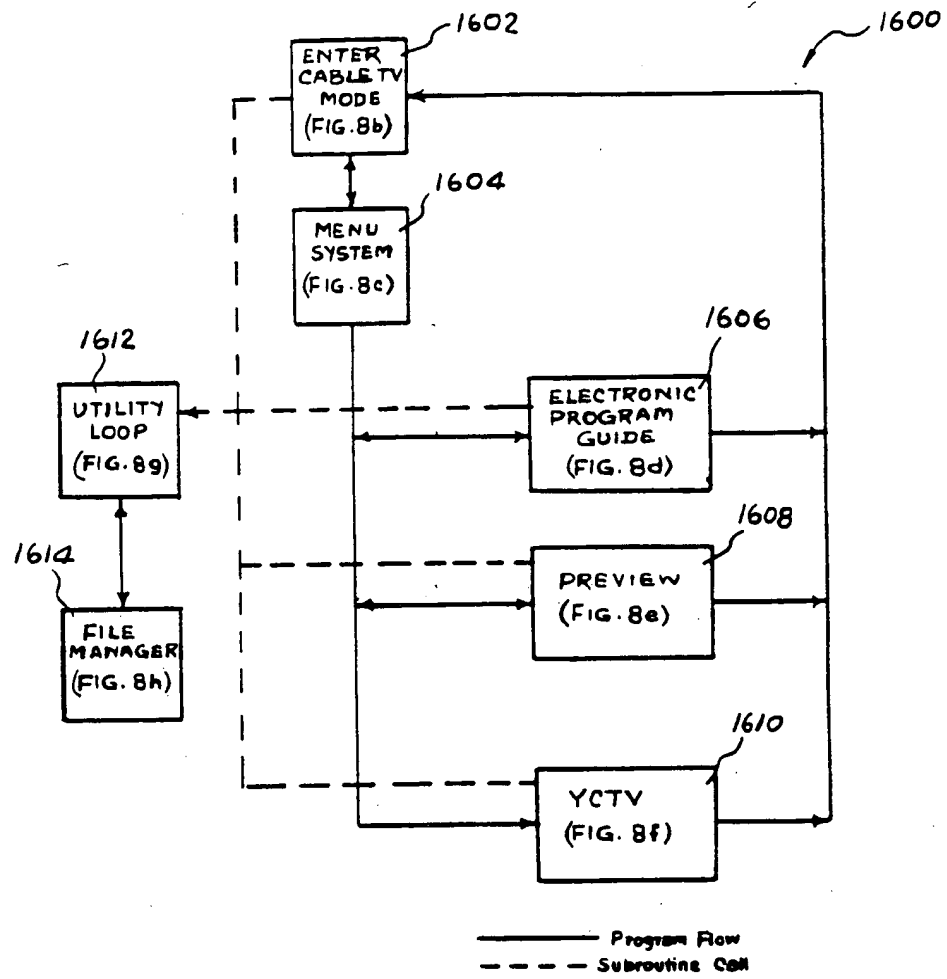 1600
1602
ENTER
CABLE TV
MODE
(FIG. 8b)
1604
MENU
SYSTEM
(FIG. 8c)
1606
ELECTRONIC
PROGRAM
GUIDE
(FIG. 8d)
1612
UTILITY
LOOP
(FIG. 8g)
1608
PREVIEW
(FIG. 8e)
1614
FILE
MANAGER
(FIG. 8h)
1610
YCTV
(FIG. 8f)
Program Flow
Subroutine Call